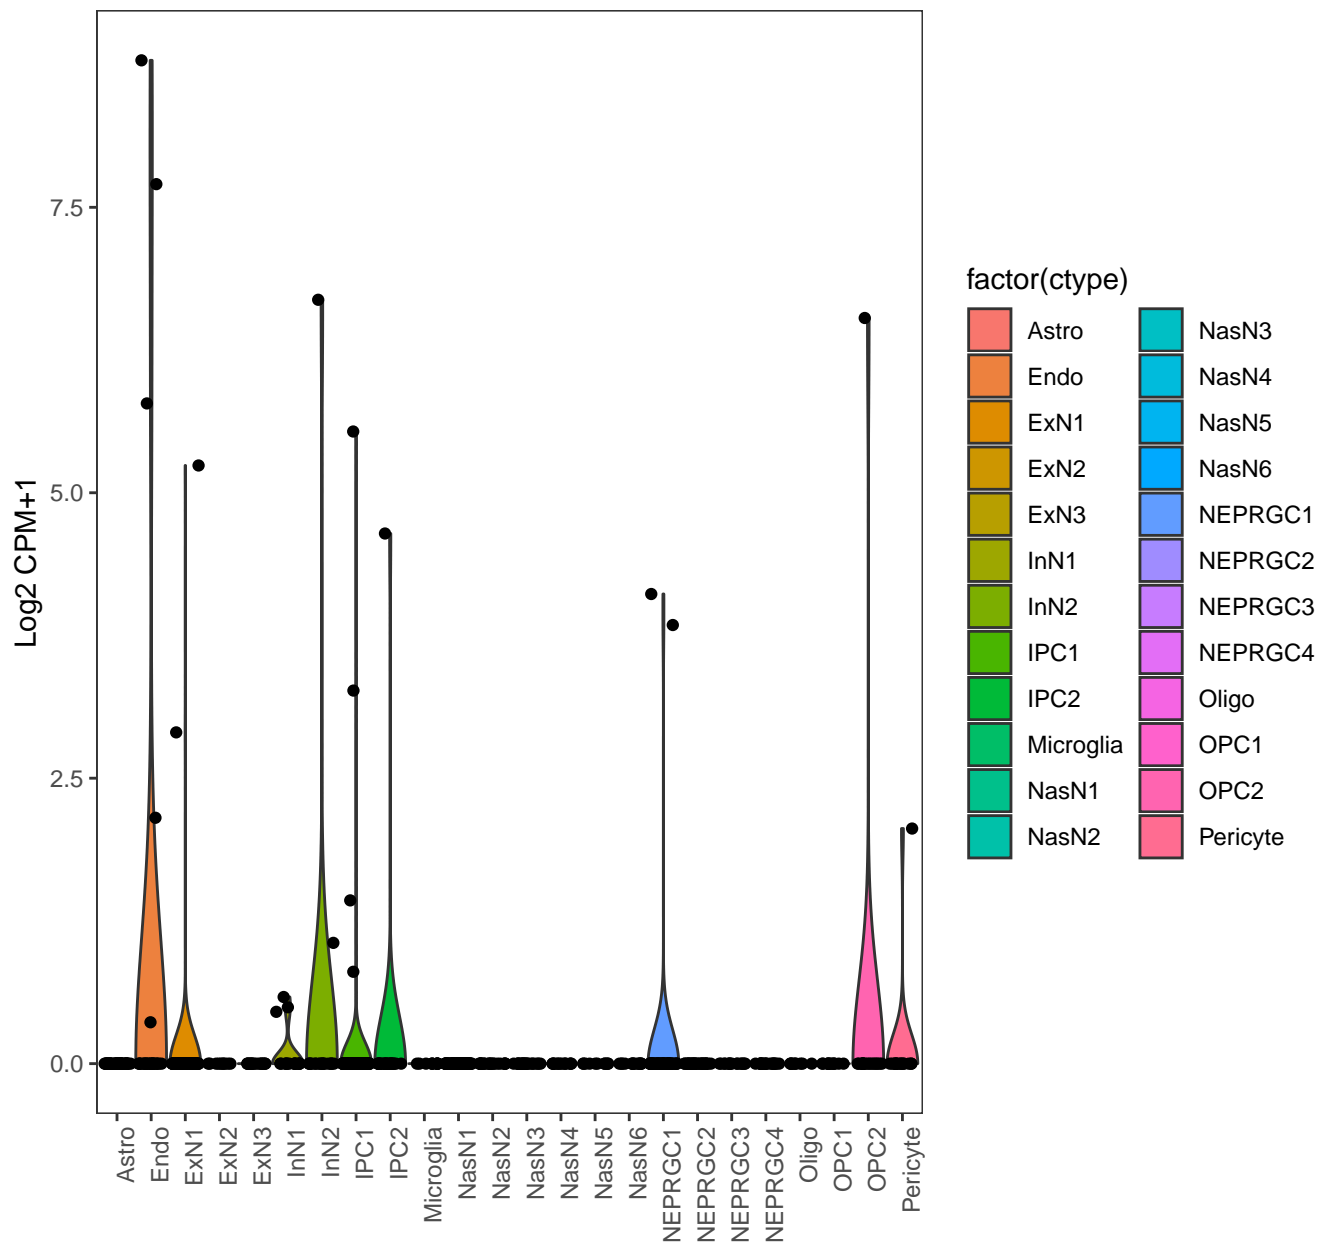 7.5
5.0
2.5
0.0
Log2 CPM+1
Astro
Endo
ExN1
ExN2
ExN3
InN1
InN2
IPC1
IPC2
Microglia
NasN1
NasN2
NasN3
NasN4
NasN5
NasN6
NEPRGC1
NEPRGC2
NEPRGC3
NEPRGC4
Oligo
OPC1
OPC2
Pericyte
factor(ctype)
Astro
Endo
ExN1
ExN2
ExN3
InN1
InN2
IPC1
IPC2
Microglia
NasN1
NasN2
NasN3
NasN4
NasN5
NasN6
NEPRGC1
NEPRGC2
NEPRGC3
NEPRGC4
Oligo
OPC1
OPC2
Pericyte